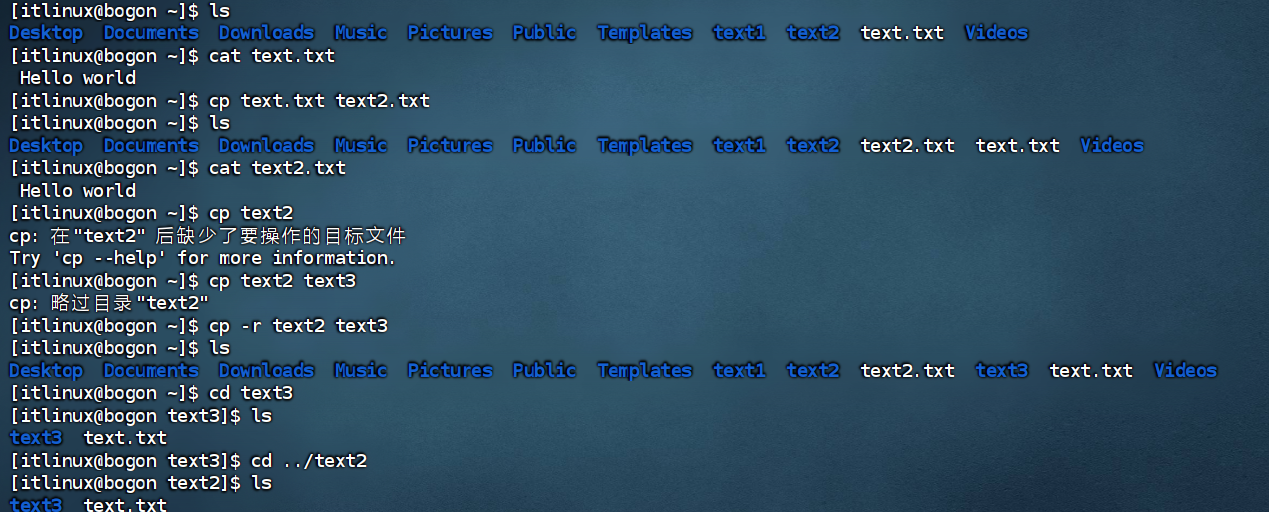 [itlinux@bogon ~]$ ls
Desktop  Documents  Downloads  Music  Pictures  Public  Templates  text1  text2  text.txt  Videos
[itlinux@bogon ~]$ cat text.txt
 Hello world
[itlinux@bogon ~]$ cp text.txt text2.txt
[itlinux@bogon ~]$ ls
Desktop  Documents  Downloads  Music  Pictures  Public  Templates  text1  text2  text2.txt  text.txt  Videos
[itlinux@bogon ~]$ cat text2.txt
 Hello world
[itlinux@bogon ~]$ cp text2
cp: 在"text2" 后缺少了要操作的目标文件
Try 'cp --help' for more information.
[itlinux@bogon ~]$ cp text2 text3
cp: 略过目录"text2"
[itlinux@bogon ~]$ cp -r text2 text3
[itlinux@bogon ~]$ ls
Desktop  Documents  Downloads  Music  Pictures  Public  Templates  text1  text2  text2.txt  text3  text.txt  Videos
[itlinux@bogon ~]$ cd text3
[itlinux@bogon text3]$ ls
text3  text.txt
[itlinux@bogon text3]$ cd ../text2
[itlinux@bogon text2]$ ls
text3  text.txt